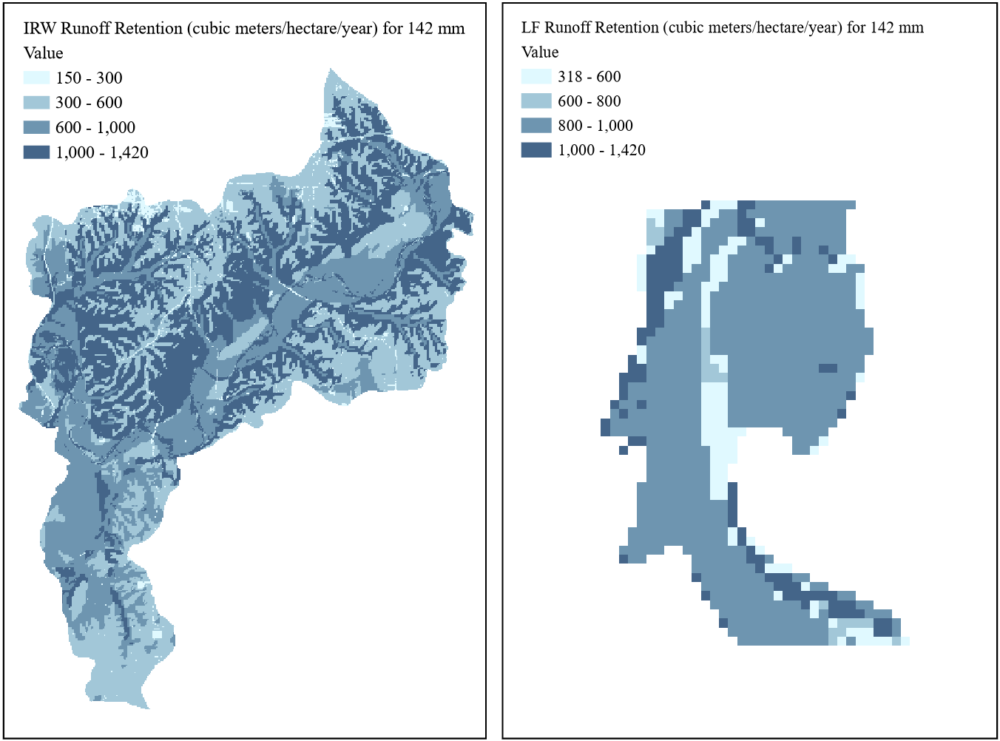 IRW Runoff Retention (cubic meters/hectare/year) for 142 mm
Value
150 - 300
300 - 600
600 - 1,000
1,000 - 1,420
LF Runoff Retention (cubic meters/hectare/year) for 142 mm
Value
318 - 600
600 - 800
800 - 1,000
1,000 - 1,420